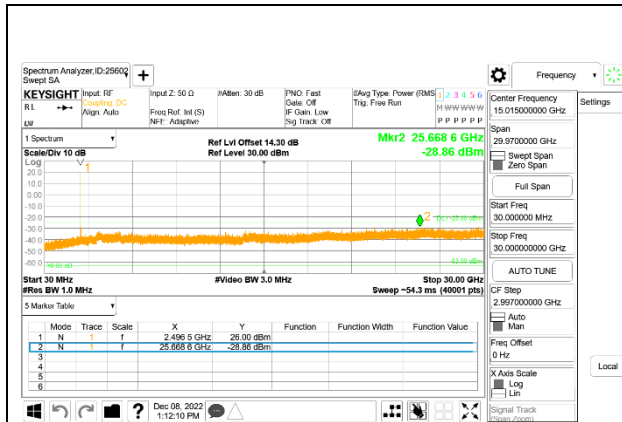 Spectrum Analyzer,ID:25602
Swept SA
+
Frequency
KEYSIGHT Input: RF Input Z: 50 Ω #Atten: 30 dB PNO: Fast #Avg Type: Power (RMS 1 2 3 4 5 6
RL Coupling: DC Gate: Off Trig: Free Run M W W W W W
Align: Auto Freq Ref: Int (S) IF Gain: Low
NFE: Adaptive Sig Track: Off P P P P P P
Center Frequency
15.015000000 GHz
Settings
Span
29.9700000 GHz
Swept Span
Zero Span
Full Span
Start Freq
30.000000 MHz
Stop Freq
30.000000000 GHz
AUTO TUNE
CF Step
2.997000000 GHz
Auto
Man
Freq Offset
0 Hz
X Axis Scale
Log
Lin
Signal Track
(Span Zoom)
Local
1 Spectrum
Scale/Div 10 dB
Ref Lvl Offset 14.30 dB
Ref Level 30.00 dBm
Mkr2 25.668 6 GHz
-28.86 dBm
Log
1
20.0
10.0
0.00
-10.0
-20.0
2
-30.0
-40.0
-50.0
-60.0
Start 30 MHz #Video BW 3.0 MHz Stop 30.00 GHz
#Res BW 1.0 MHz Sweep ~54.3 ms (40001 pts)
5 Marker Table
Mode Trace Scale X Y Function Function Width Function Value
1 N 1 f 2.496 5 GHz 26.00 dBm
2 N 1 f 25.668 6 GHz -28.86 dBm
3
4
5
6
?
Dec 08, 2022
1:12:10 PM